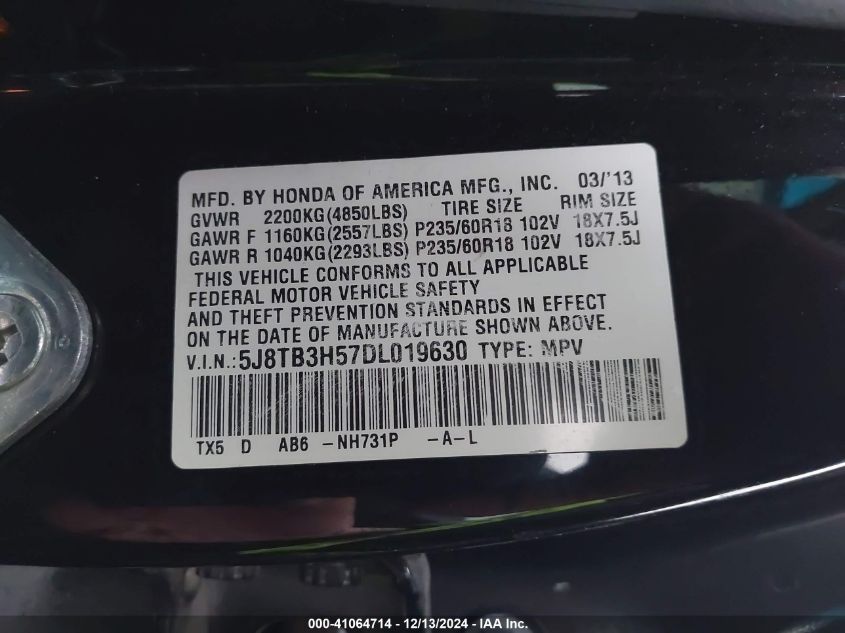 MFD. BY HONDA OF AMERICA MFG., INC. 03/'13
GVWR 2200KG(4850LBS) TIRE SIZE RIM SIZE
GAWR F 1160KG(2557LBS) P235/60R18 102V 18X7.5J
GAWR R 1040KG(2293LBS) P235/60R18 102V 18X7.5J
THIS VEHICLE CONFORMS TO ALL APPLICABLE
FEDERAL MOTOR VEHICLE SAFETY
AND THEFT PREVENTION STANDARDS IN EFFECT
ON THE DATE OF MANUFACTURE SHOWN ABOVE.
V.I.N.: 5J8TB3H57DL019630 TYPE: MPV
TX5 D AB6 -NH731P -A-L
000-41064714 - 12/13/2024 - IAA Inc.